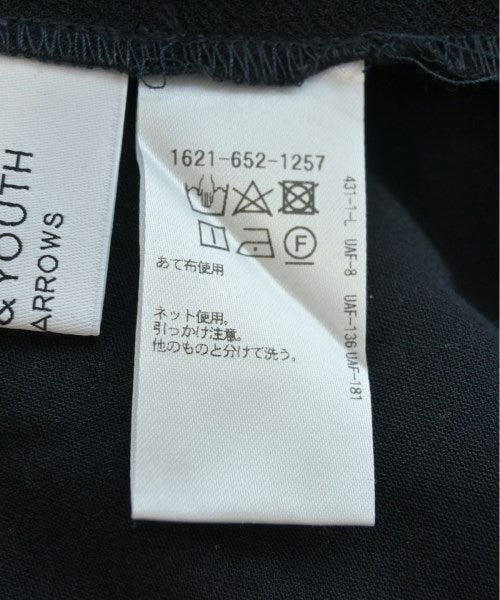 & YOUTH
ARROWS
1621-652-1257
F
あて布使用
ネット使用。
引っかけ注意。
他のものと分けて洗う。
431-1-L UAF-8 UAF-136 UAF-181